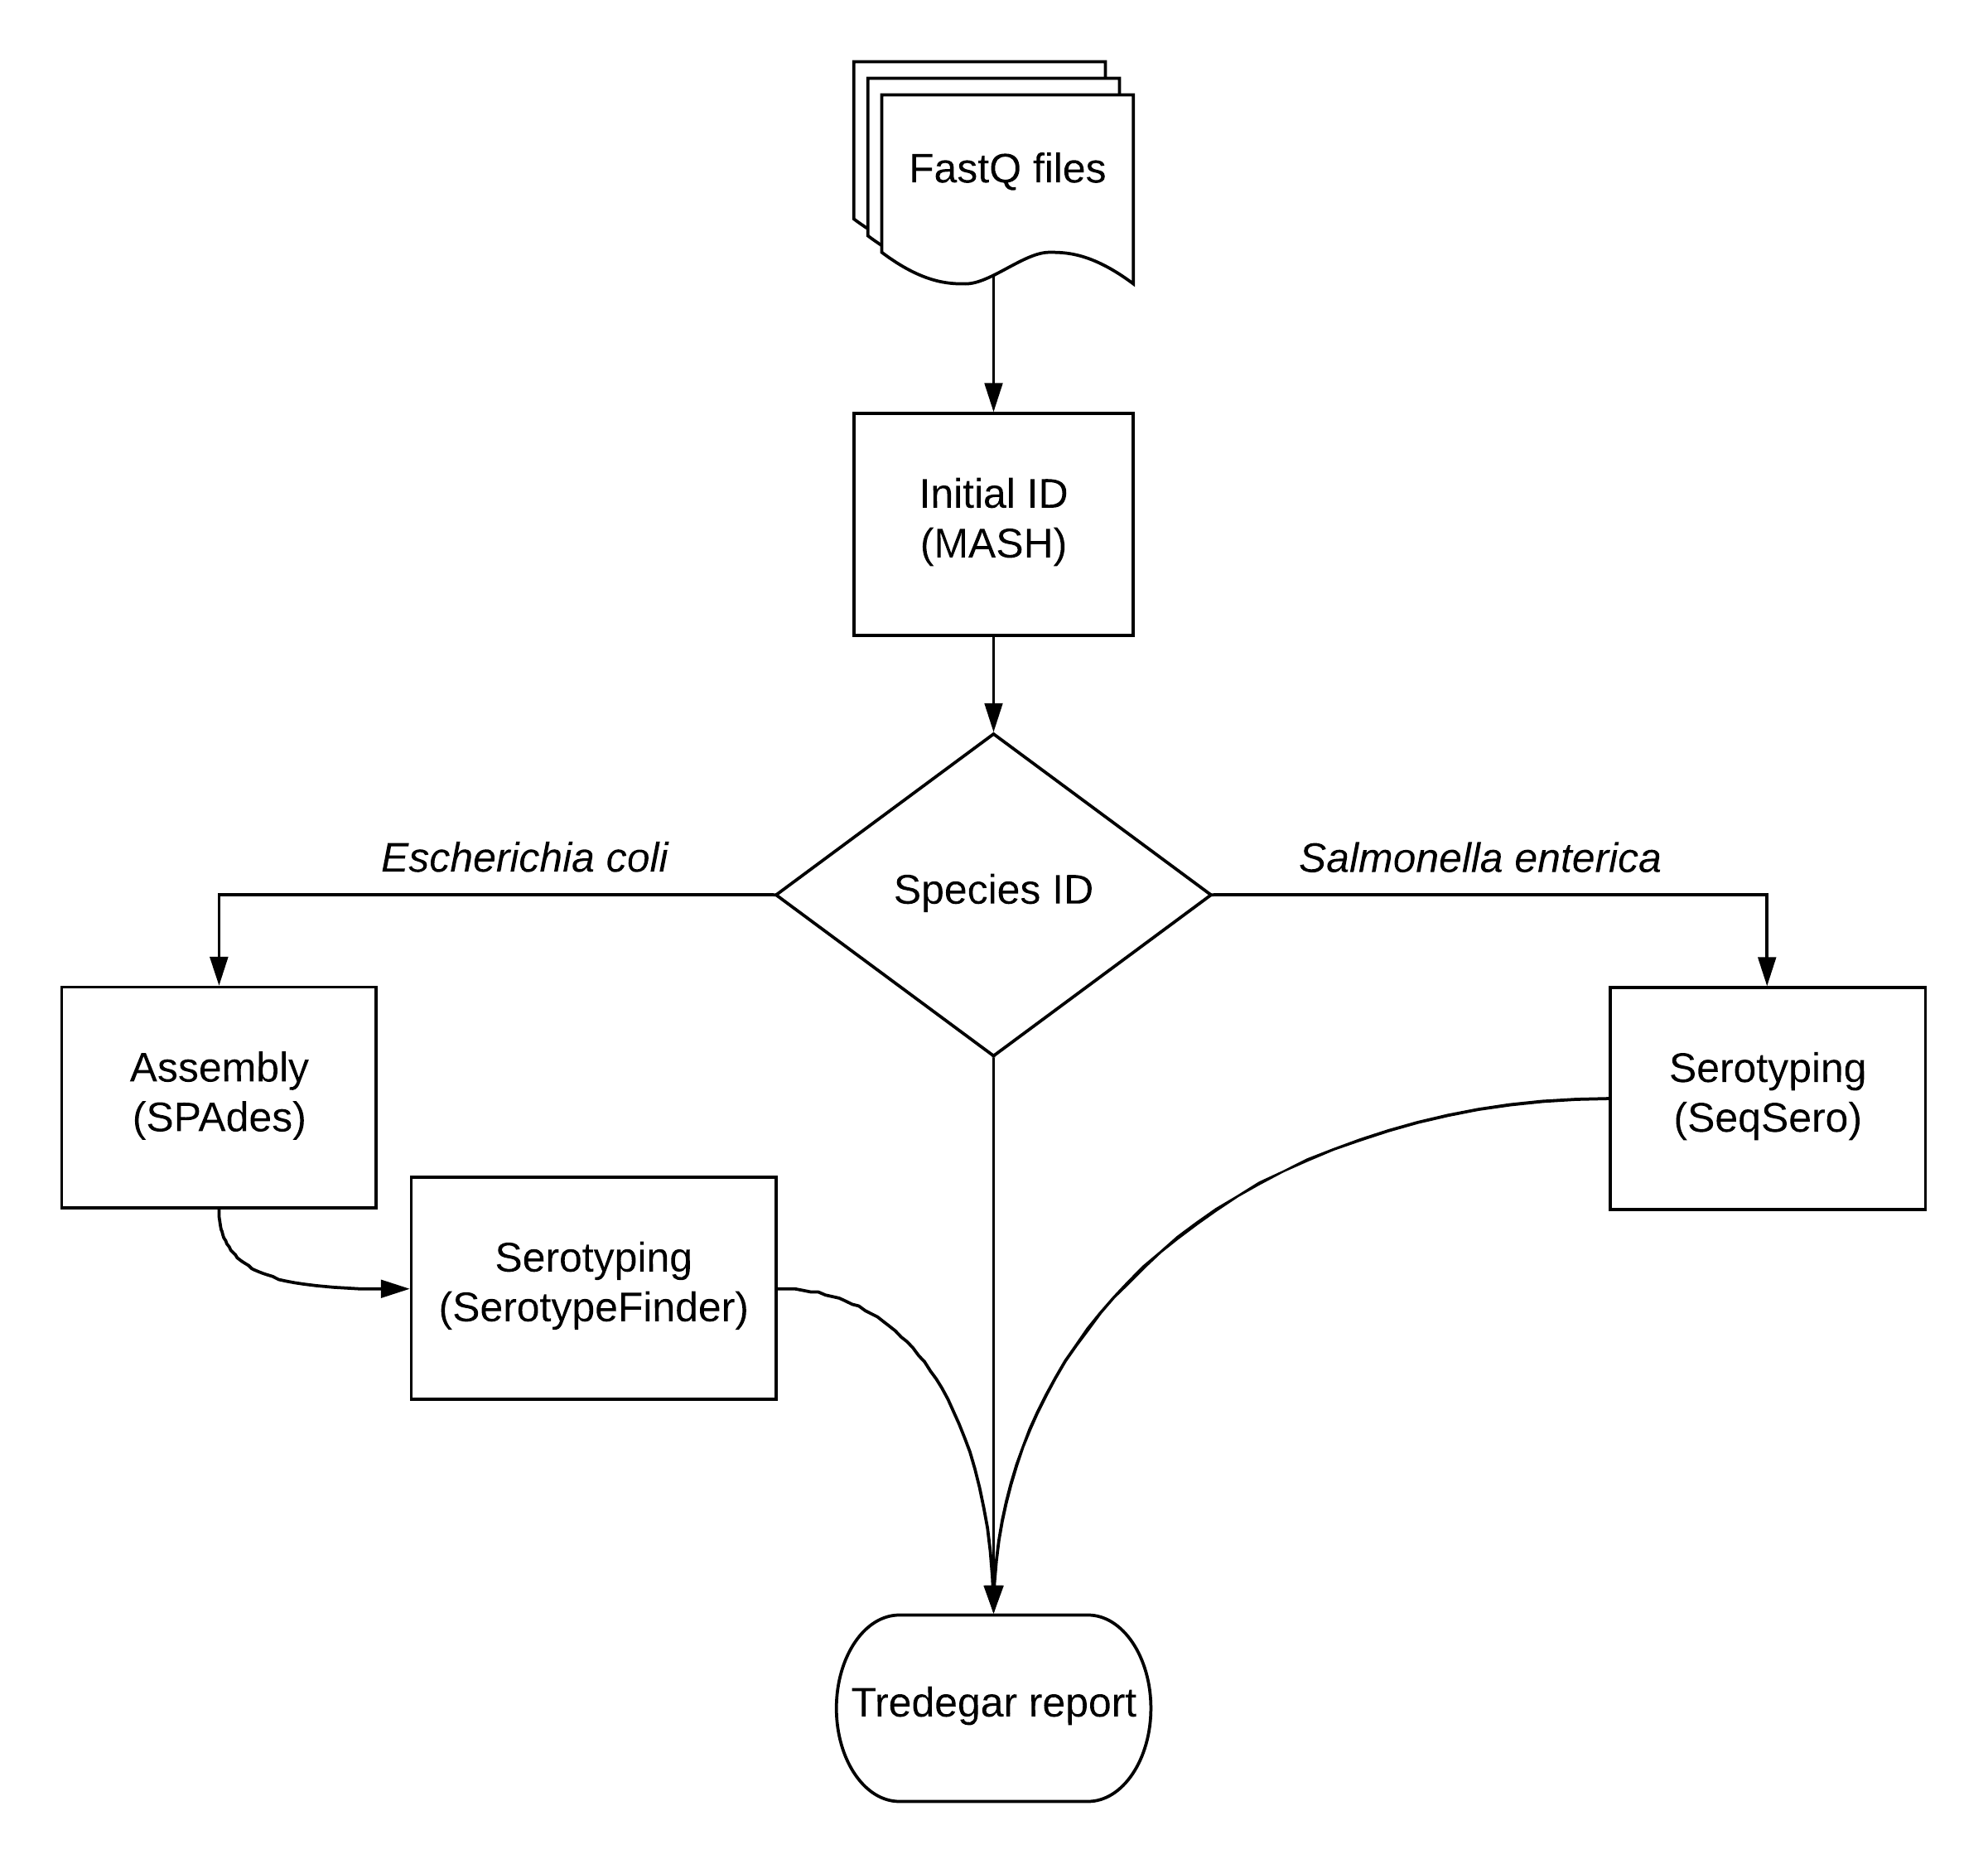 FastQ files
Initial ID
(MASH)
Escherichia coli
Salmonella enterica
Species ID
Assembly
(SPAdes)
Serotyping
(SeqSero)
Serotyping
(SerotypeFinder)
Tredegar report